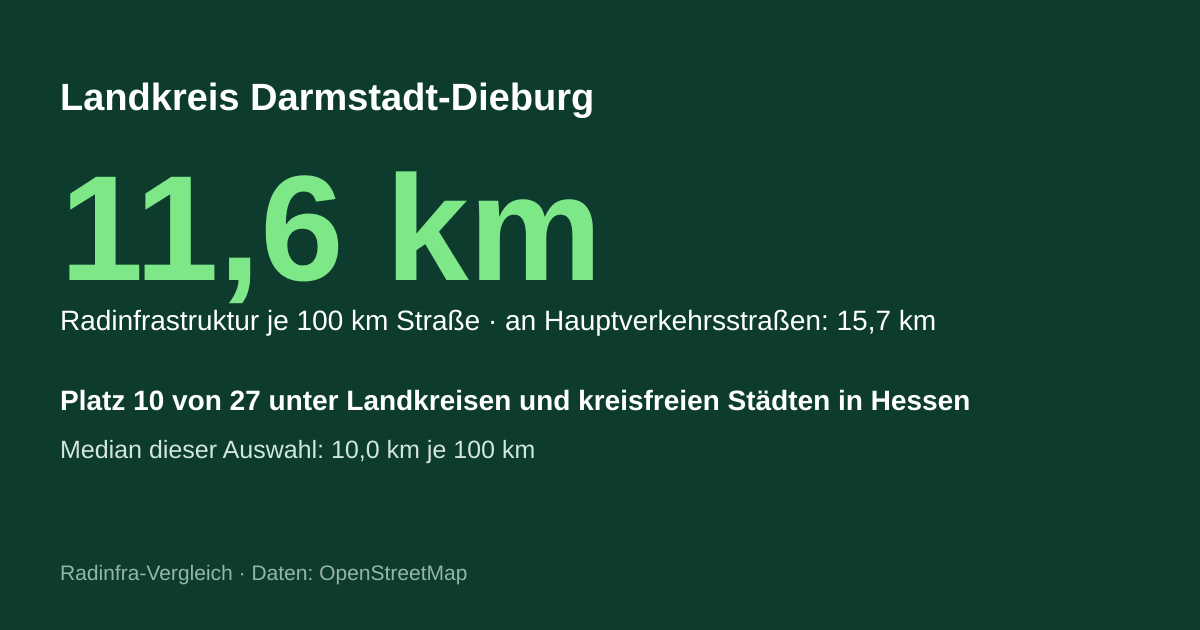 Landkreis Darmstadt-Dieburg
11,6 km
Radinfrastruktur je 100 km Straße · an Hauptverkehrsstraßen: 15,7 km
Platz 10 von 27 unter Landkreisen und kreisfreien Städten in Hessen
Median dieser Auswahl: 10,0 km je 100 km
Radinfra-Vergleich · Daten: OpenStreetMap